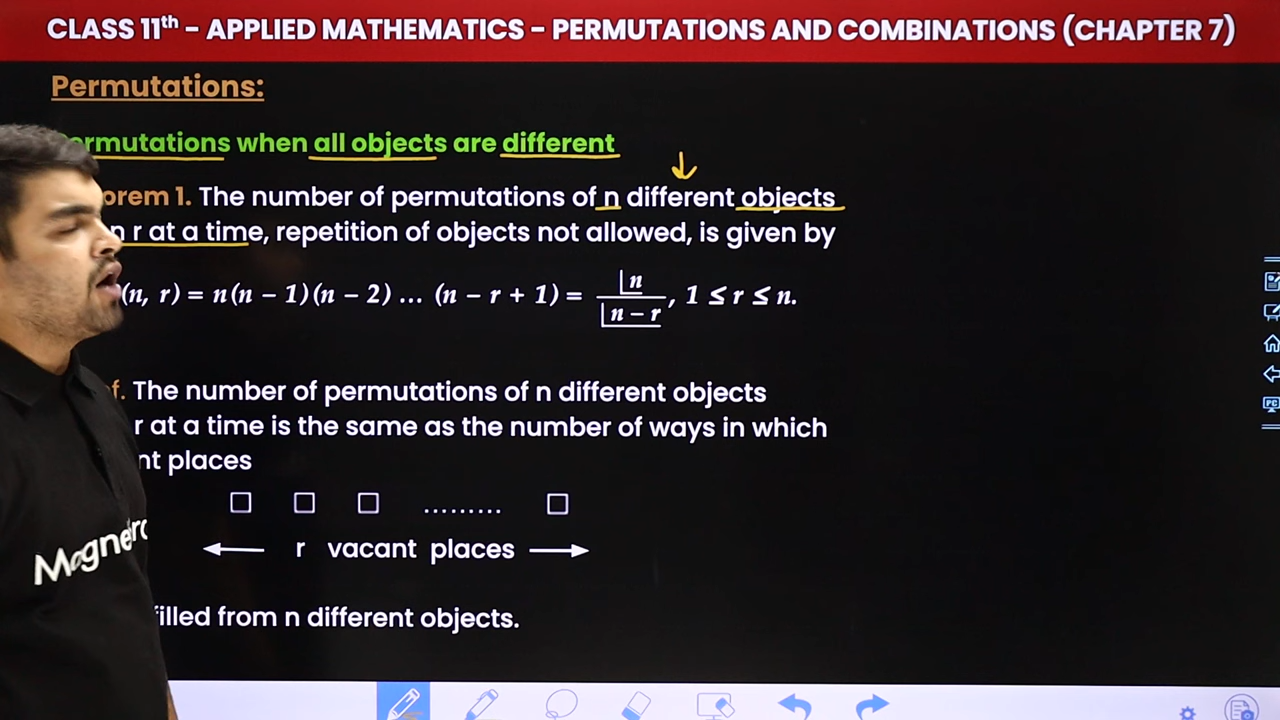 CLASS 11th - APPLIED MATHEMATICS - PERMUTATIONS AND COMBINATIONS (CHAPTER 7)
Permutations:
ermutations when all objects are different
orem 1. The number of permutations of n different objects
n r at a time, repetition of objects not allowed, is given by
(n, r) = n(n − 1)(n − 2) ... (n − r + 1) = ⌊n / ⌊n − r, 1 ≤ r ≤ n.
f. The number of permutations of n different objects
r at a time is the same as the number of ways in which
nt places
□ □ □ ......... □
← r vacant places →
filled from n different objects.
PC